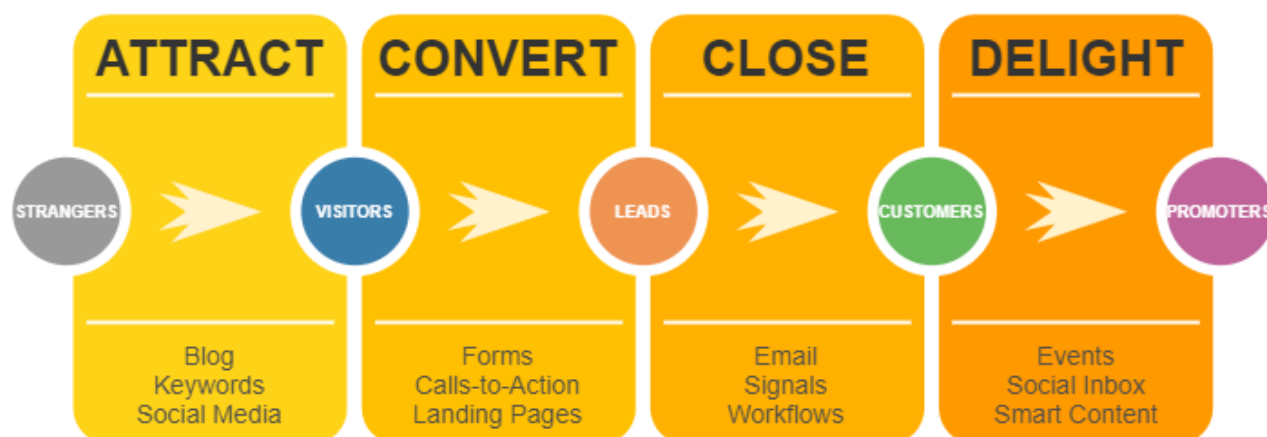 ATTRACT
CONVERT
CLOSE
DELIGHT
STRANGERS
VISITORS
LEADS
CUSTOMERS
PROMOTERS
Blog
Keywords
Social Media
Forms
Calls-to-Action
Landing Pages
Email
Signals
Workflows
Events
Social Inbox
Smart Content